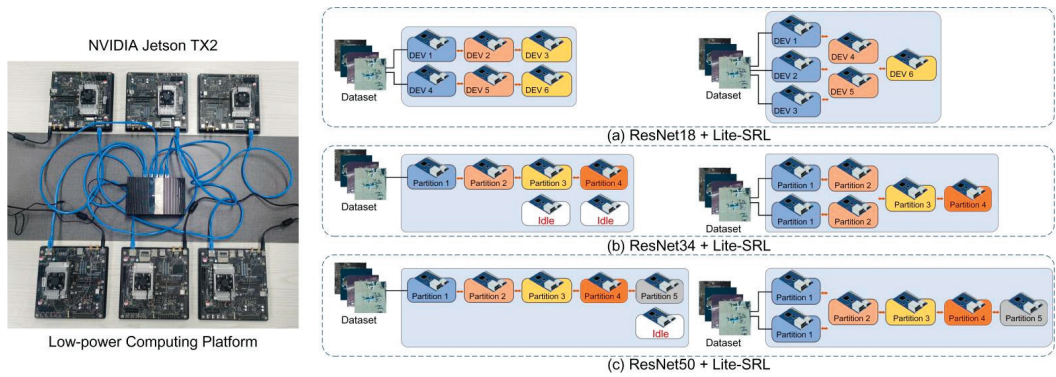 NVIDIA Jetson TX2
Low-power Computing Platform
Dataset
DEV 1
DEV 2
DEV 3
DEV 4
DEV 5
DEV 6
Dataset
DEV 1
DEV 2
DEV 3
DEV 4
DEV 5
DEV 6
(a) ResNet18 + Lite-SRL
Dataset
Partition 1
Partition 2
Partition 3
Partition 4
Idle
Idle
Dataset
Partition 1
Partition 2
Partition 1
Partition 2
Partition 3
Partition 4
(b) ResNet34 + Lite-SRL
Dataset
Partition 1
Partition 2
Partition 3
Partition 4
Partition 5
Idle
Dataset
Partition 1
Partition 1
Partition 2
Partition 3
Partition 4
Partition 5
(c) ResNet50 + Lite-SRL